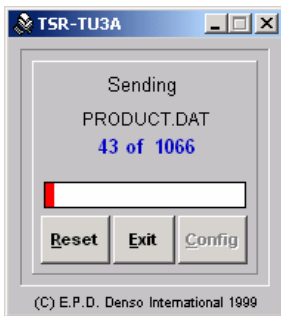 TSR-TU3A
Sending
PRODUCT.DAT
43 of 1066
Reset Exit Config
(C) E.P.D. Denso International 1999